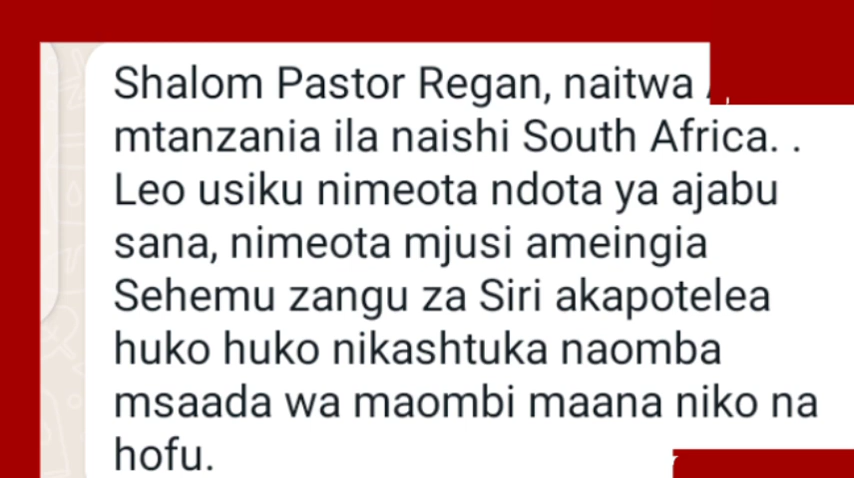 Shalom Pastor Regan, naitwa
mtanzania ila naishi South Africa. .
Leo usiku nimeota ndota ya ajabu
sana, nimeota mjusi ameingia
Sehemu zangu za Siri akapotelea
huko huko nikashtuka naomba
msaada wa maombi maana niko na
hofu.